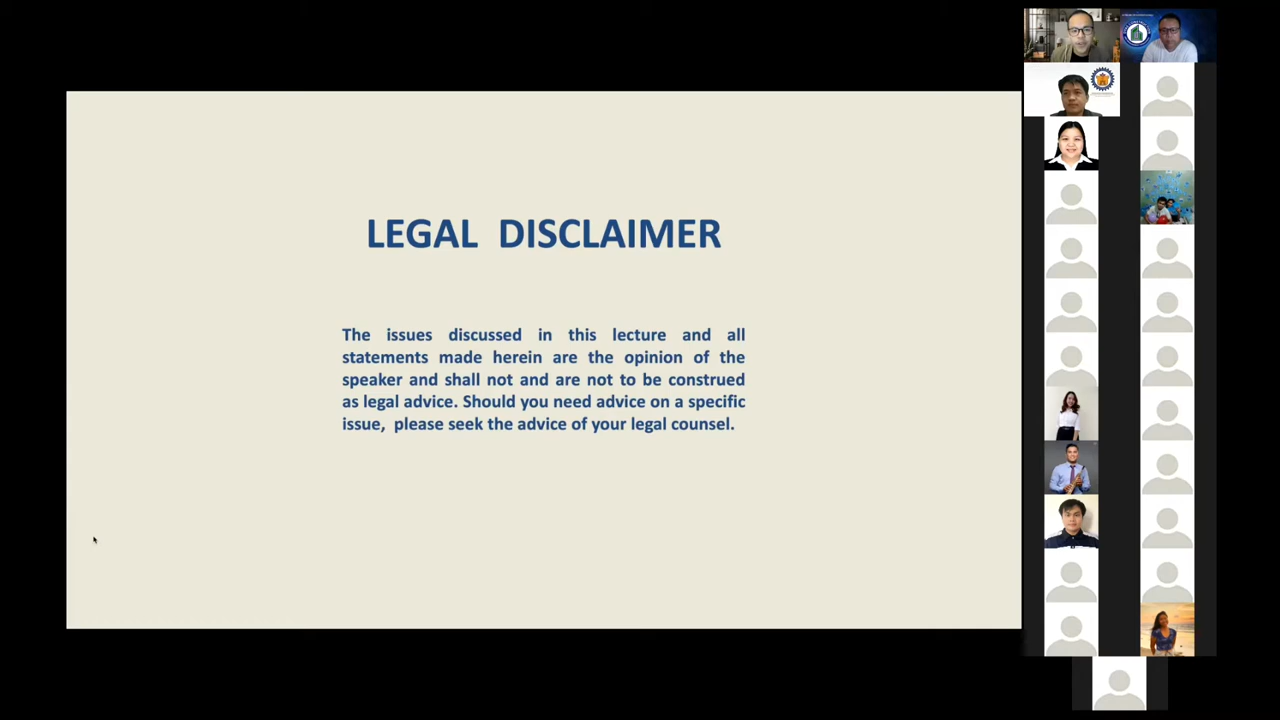 LEGAL DISCLAIMER
The issues discussed in this lecture and all
statements made herein are the opinion of the
speaker and shall not and are not to be construed
as legal advice. Should you need advice on a specific
issue, please seek the advice of your legal counsel.